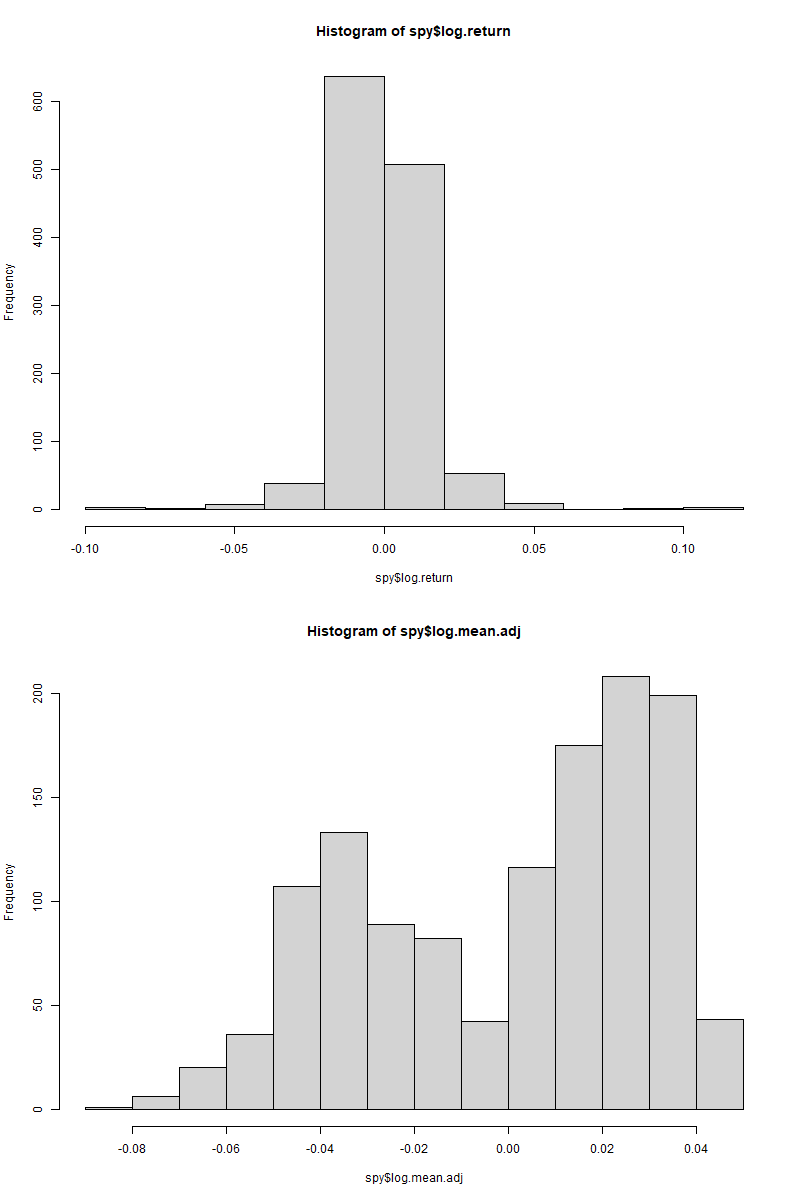 Histogram of spy$log.return
Frequency
600
500
400
300
200
100
0
-0.10 -0.05 0.00 0.05 0.10
spy$log.return
Histogram of spy$log.mean.adj
Frequency
200
150
100
50
0
-0.08 -0.06 -0.04 -0.02 0.00 0.02 0.04
spy$log.mean.adj